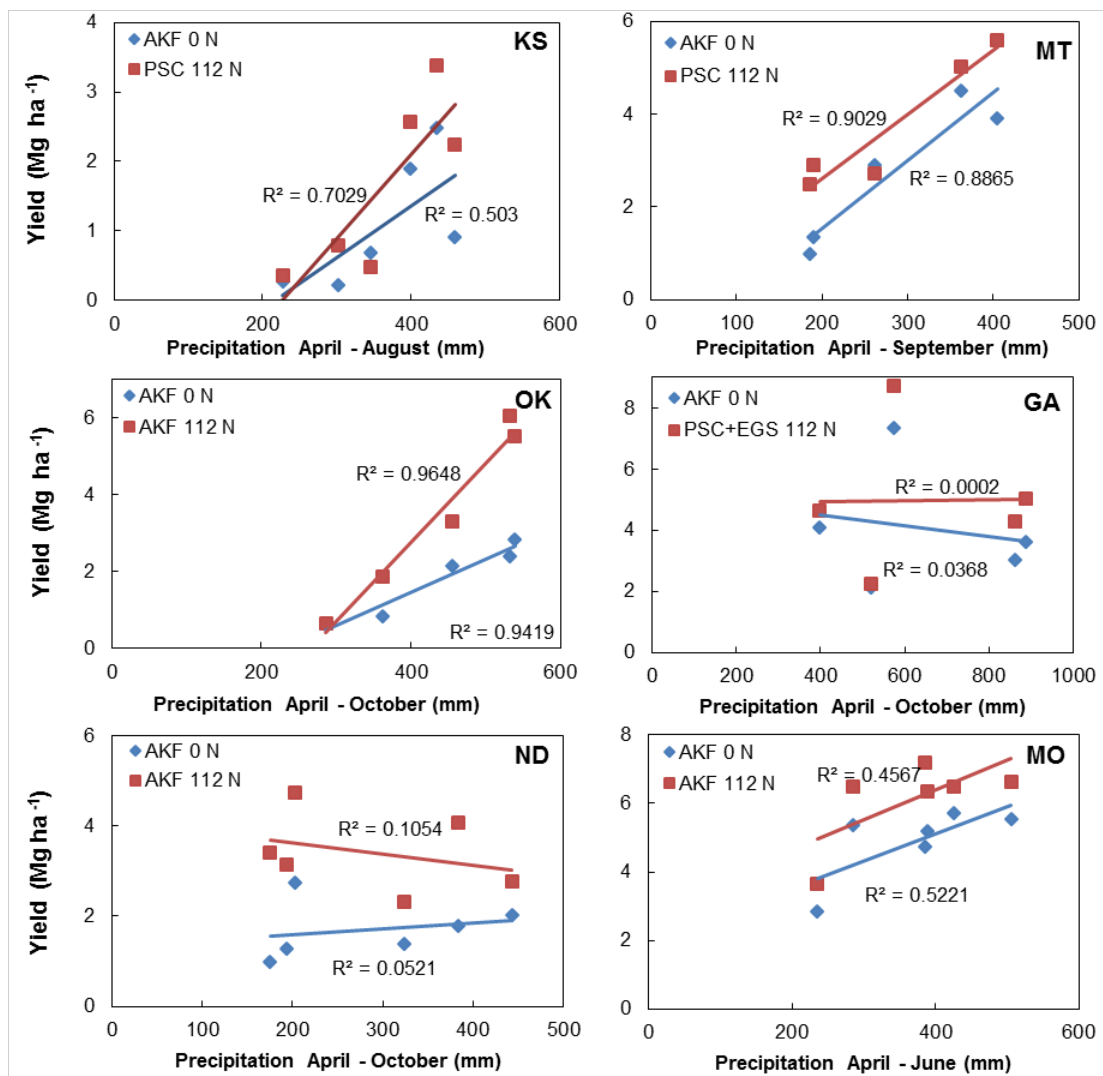 Yield (Mg ha -1)
4
3
2
1
0
AKF 0 N
PSC 112 N
KS
R² = 0.7029
R² = 0.503
0 200 400 600
Precipitation April - August (mm)
6
4
2
0
AKF 0 N
PSC 112 N
MT
R² = 0.9029
R² = 0.8865
0 100 200 300 400 500
Precipitation April - September (mm)
Yield (Mg ha -1)
6
4
2
0
AKF 0 N
AKF 112 N
OK
R² = 0.9648
R² = 0.9419
0 200 400 600
Precipitation April - October (mm)
8
6
4
2
0
AKF 0 N
PSC+EGS 112 N
GA
R² = 0.0002
R² = 0.0368
0 200 400 600 800 1000
Precipitation April - October (mm)
Yield (Mg ha -1)
6
4
2
0
AKF 0 N
AKF 112 N
ND
R² = 0.1054
R² = 0.0521
0 100 200 300 400 500
Precipitation April - October (mm)
8
6
4
2
0
AKF 0 N
AKF 112 N
MO
R² = 0.4567
R² = 0.5221
0 200 400 600
Precipitation April - June (mm)